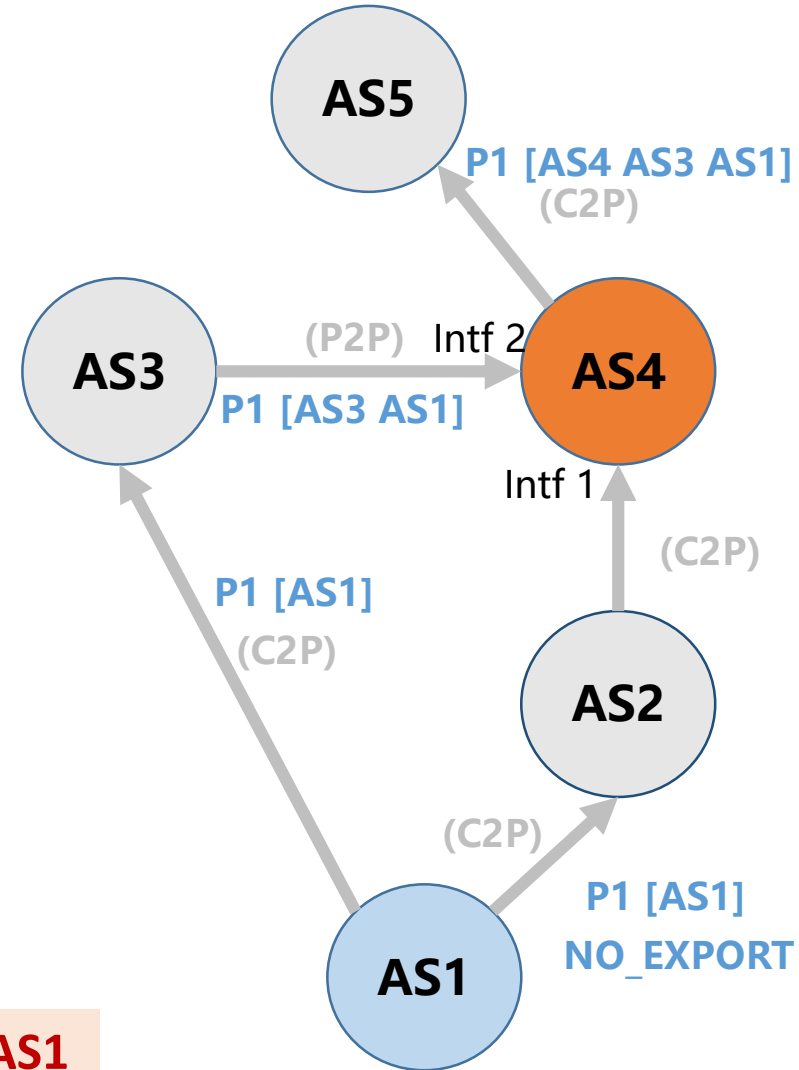 AS5
P1 [AS4 AS3 AS1]
(C2P)
(P2P)
Intf 2
AS3
AS4
P1 [AS3 AS1]
Intf 1
(C2P)
P1 [AS1]
(C2P)
AS2
(C2P)
P1 [AS1]
NO_EXPORT
AS1
AS1